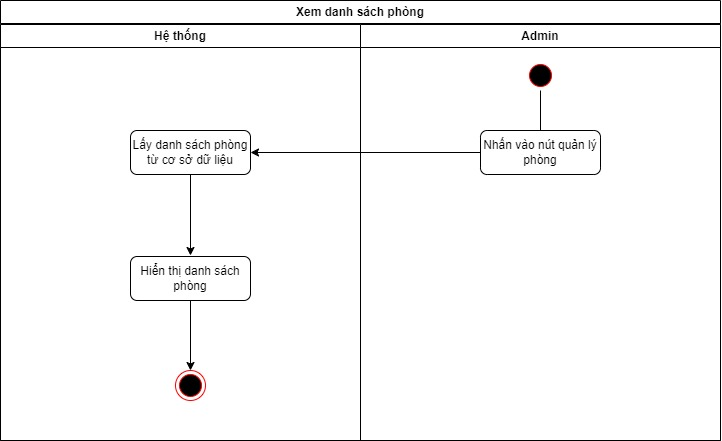 Xem danh sách phòng
Hệ thống
Admin
Nhấn vào nút quản lý
phòng
Lấy danh sách phòng
từ cơ sở dữ liệu
Hiển thị danh sách
phòng